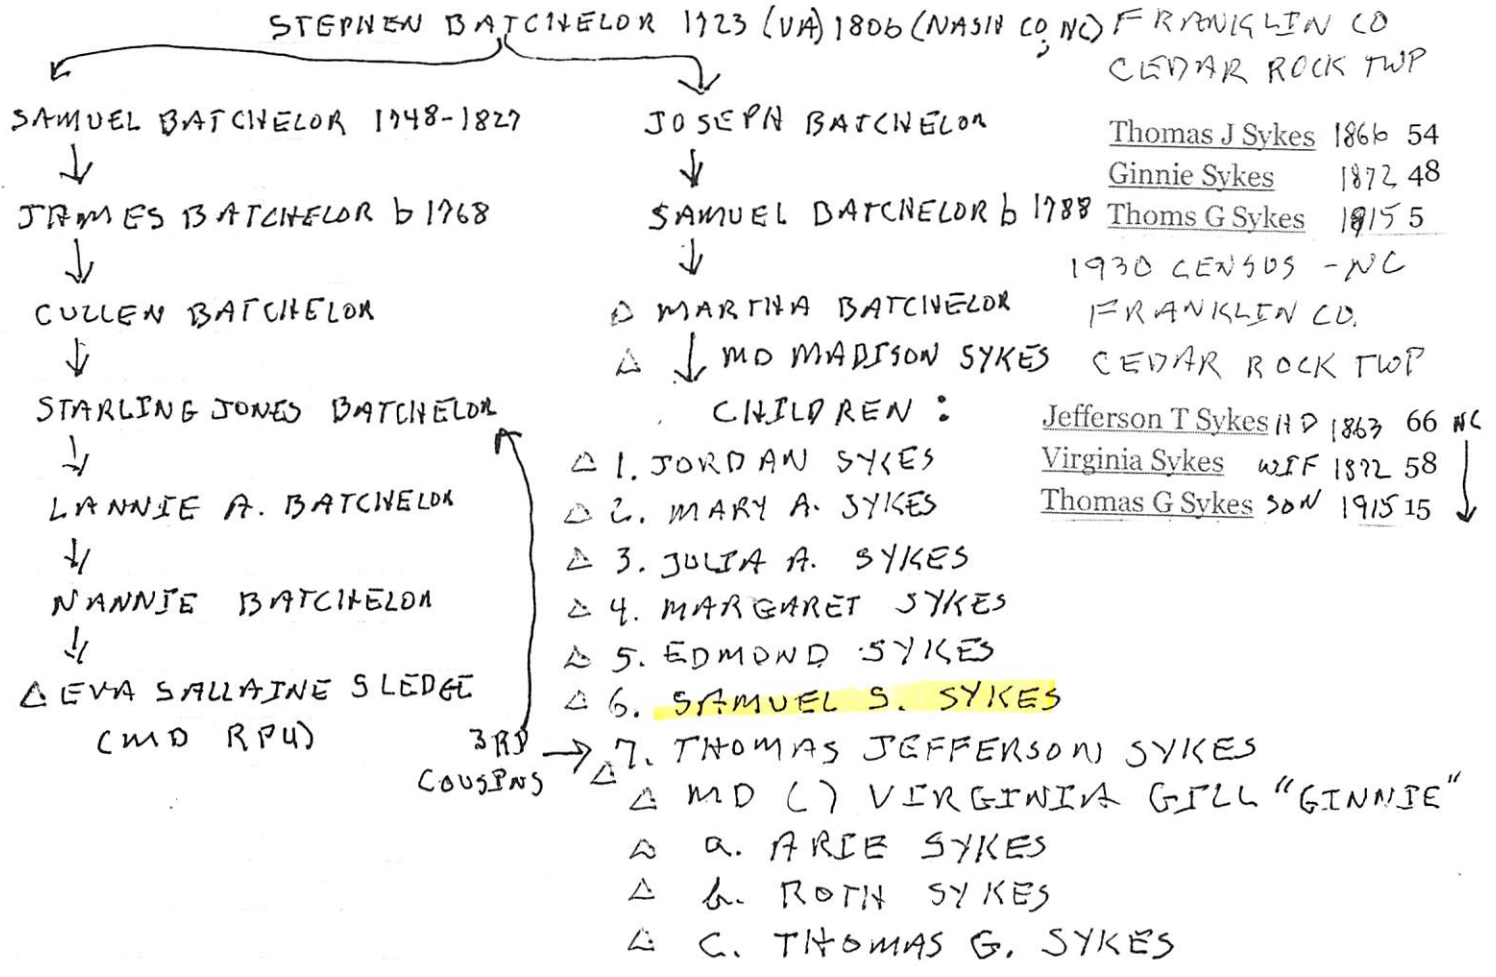 STEPHEN BATCHELOR 1723 (VA) 1806 (NASH CO, NC)
SAMUEL BATCHELOR 1748-1827
JAMES BATCHELOR b 1768
CULLEN BATCHELOR
STARLING JONES BATCHELOR
LANNIE A. BATCHELOR
NANNIE BATCHELOR
EVA SALLAINE SLEDGE
(MD RPU)
3RD
COUSINS
JOSEPH BATCHELOR
SAMUEL BATCHELOR b 1788
MARTHA BATCHELOR
MD MADISON SYKES
CHILDREN:
1. JORDAN SYKES
2. MARY A. SYKES
3. JULIA A. SYKES
4. MARGARET SYKES
5. EDMOND SYKES
6. SAMUEL S. SYKES
7. THOMAS JEFFERSON SYKES
MD ( ) VIRGINIA GILL "GINNIE"
a. ARIE SYKES
b. ROTH SYKES
C. THOMAS G. SYKES
FRANKLIN CO
CEDAR ROCK TWP
Thomas J Sykes 1866 54
Ginnie Sykes 1872 48
Thoms G Sykes 1915 5
1930 CENSUS - NC
FRANKLIN CO.
CEDAR ROCK TWP
Jefferson T Sykes HD 1863 66 NC
Virginia Sykes WIF 1872 58
Thomas G Sykes SON 1915 15